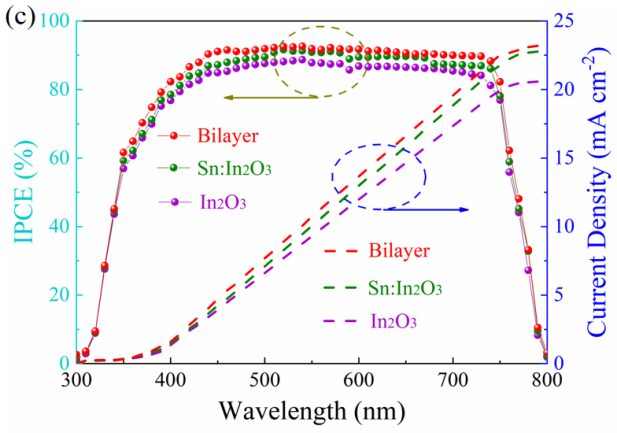 (c)
100
80
60
40
20
0
IPCE (%)
25
20
15
10
5
0
Current Density (mA cm⁻²)
Bilayer
Sn:In₂O₃
In₂O₃
Bilayer
Sn:In₂O₃
In₂O₃
300 400 500 600 700 800
Wavelength (nm)